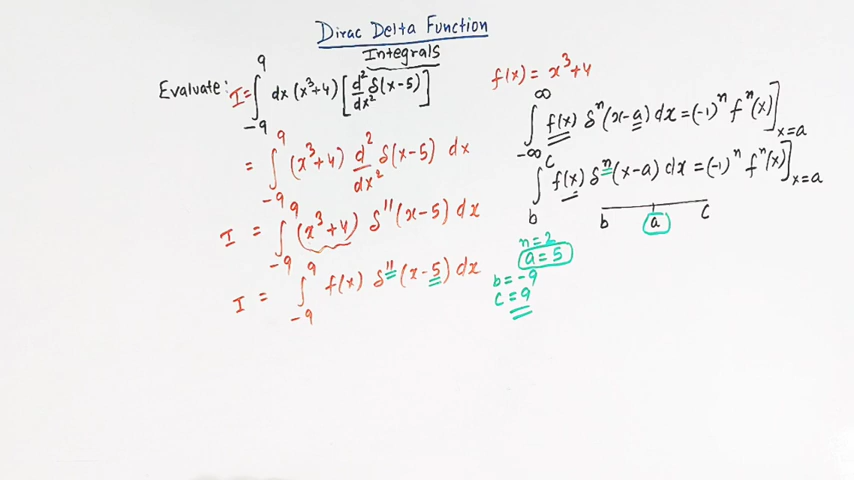 Dirac Delta Function
Integrals
Evaluate: I = ∫_{-9}^{9} dx (x³+4) [d²/dx² δ(x-5)]
= ∫_{-9}^{9} (x³+4) d²/dx² δ(x-5) dx
I = ∫_{-9}^{9} (x³+4) δ''(x-5) dx
I = ∫_{-9}^{9} f(x) δ''(x-5) dx
f(x) = x³+4
∫_{-∞}^{∞} f(x) δⁿ(x-a) dx = (-1)ⁿ fⁿ(x)]_{x=a}
∫_{b}^{c} f(x) δⁿ(x-a) dx = (-1)ⁿ fⁿ(x)]_{x=a}
b a c
n=2
a=5
b=-9
c=9